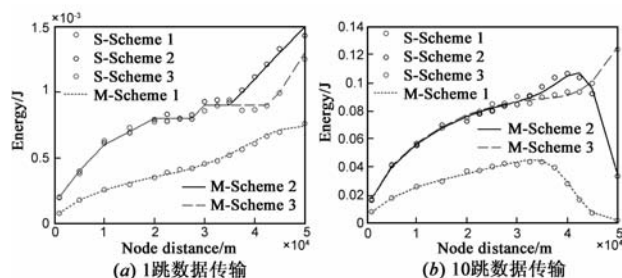 ×10⁻³
1.5
1
0.5
0
Energy/J
S-Scheme 1
S-Scheme 2
S-Scheme 3
M-Scheme 1
M-Scheme 2
M-Scheme 3
0 1 2 3 4 5
×10⁴
Node distance/m
(a) 1跳数据传输
0.14
0.12
0.1
0.08
0.06
0.04
0.02
0
Energy/J
S-Scheme 1
S-Scheme 2
S-Scheme 3
M-Scheme 1
M-Scheme 2
M-Scheme 3
0 1 2 3 4 5
×10⁴
Node distance/m
(b) 10跳数据传输